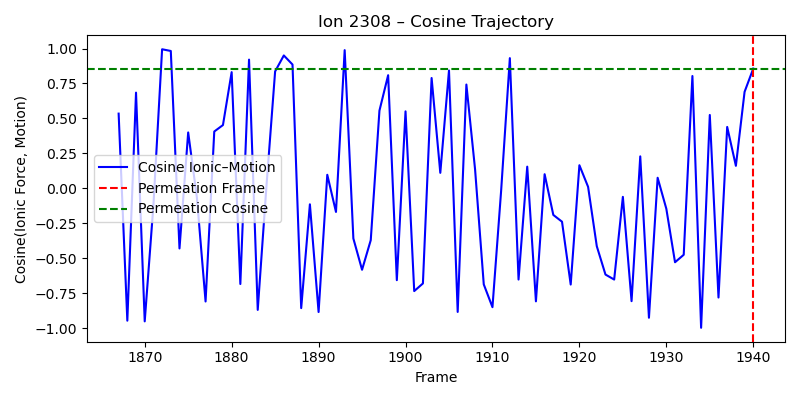 Ion 2308 – Cosine Trajectory
Cosine(Ionic Force, Motion)
1.00
0.75
0.50
0.25
0.00
−0.25
−0.50
−0.75
−1.00
Cosine Ionic–Motion
Permeation Frame
Permeation Cosine
1870 1880 1890 1900 1910 1920 1930 1940
Frame